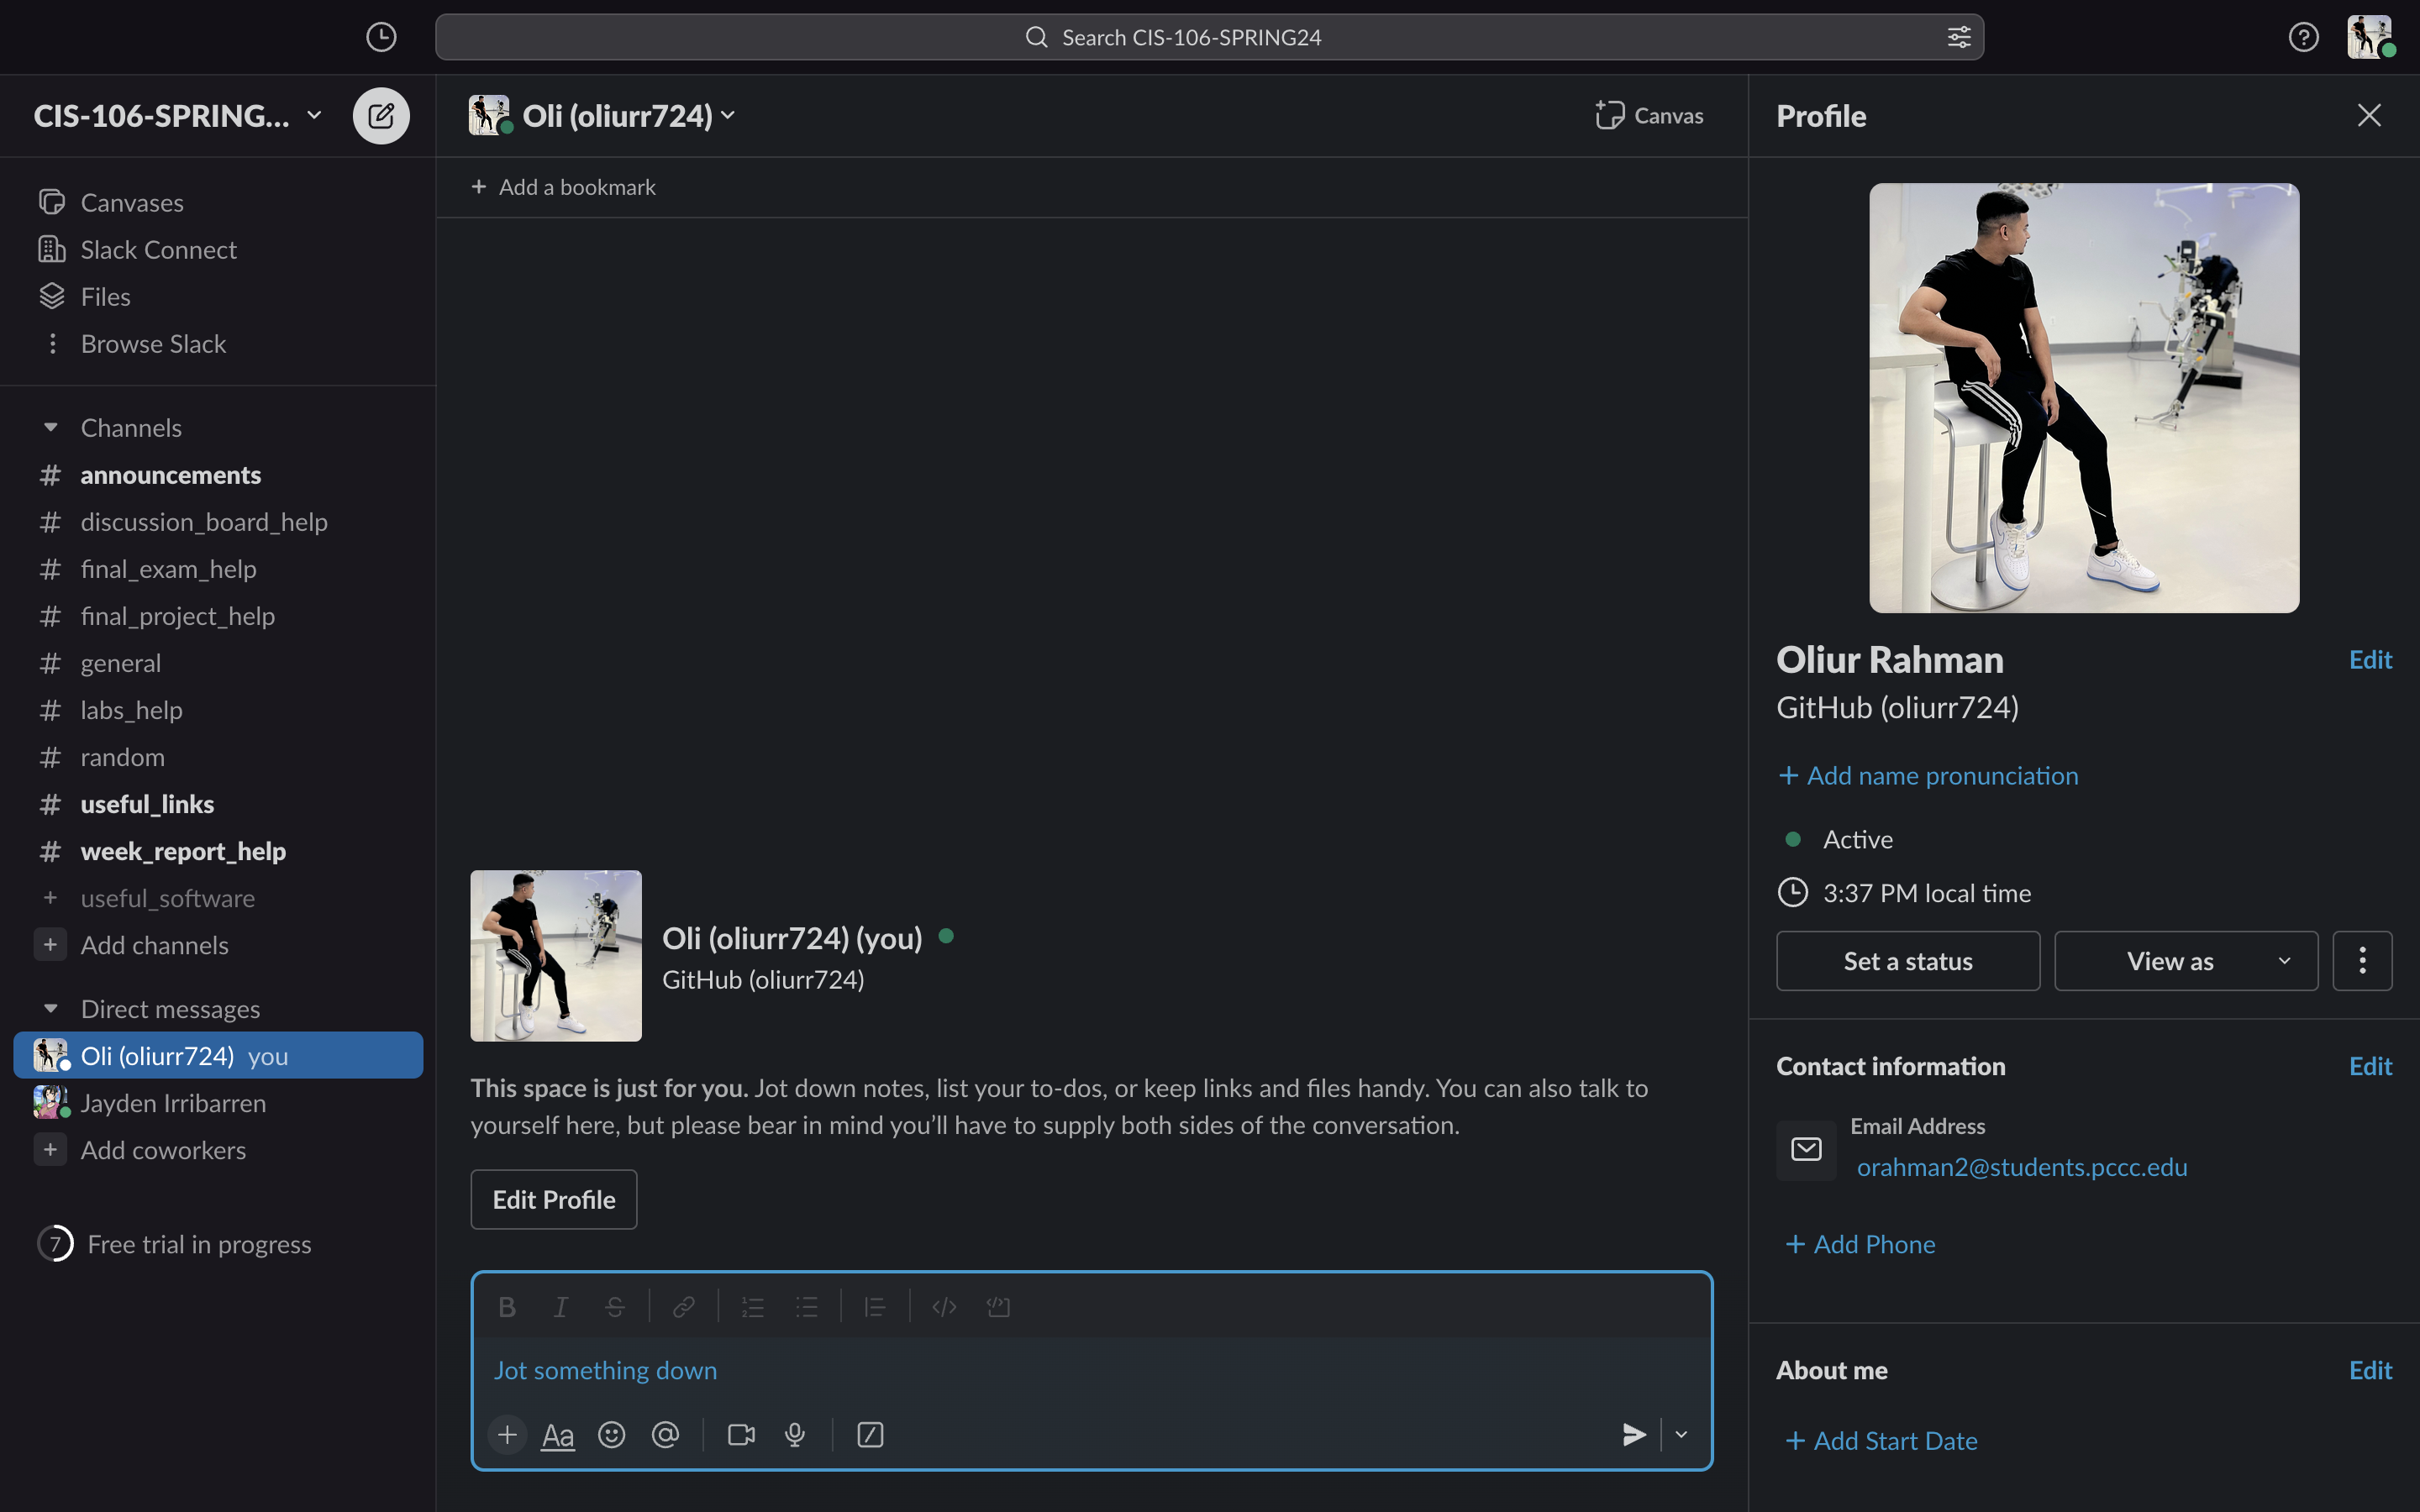 Search CIS-106-SPRING24
CIS-106-SPRING...
Canvases
Slack Connect
Files
Browse Slack
Channels
# announcements
# discussion_board_help
# final_exam_help
# final_project_help
# general
# labs_help
# random
# useful_links
# week_report_help
+ useful_software
+ Add channels
Direct messages
Oli (oliurr724) you
Jayden Irribarren
+ Add coworkers
7 Free trial in progress
Oli (oliurr724)
Canvas
+ Add a bookmark
Oli (oliurr724) (you)
GitHub (oliurr724)
This space is just for you. Jot down notes, list your to-dos, or keep links and files handy. You can also talk to
yourself here, but please bear in mind you’ll have to supply both sides of the conversation.
Edit Profile
B I S
Jot something down
+ Aa @
Profile
Oliur Rahman Edit
GitHub (oliurr724)
+ Add name pronunciation
Active
3:37 PM local time
Set a status View as
Contact information Edit
Email Address
orahman2@students.pccc.edu
+ Add Phone
About me Edit
+ Add Start Date